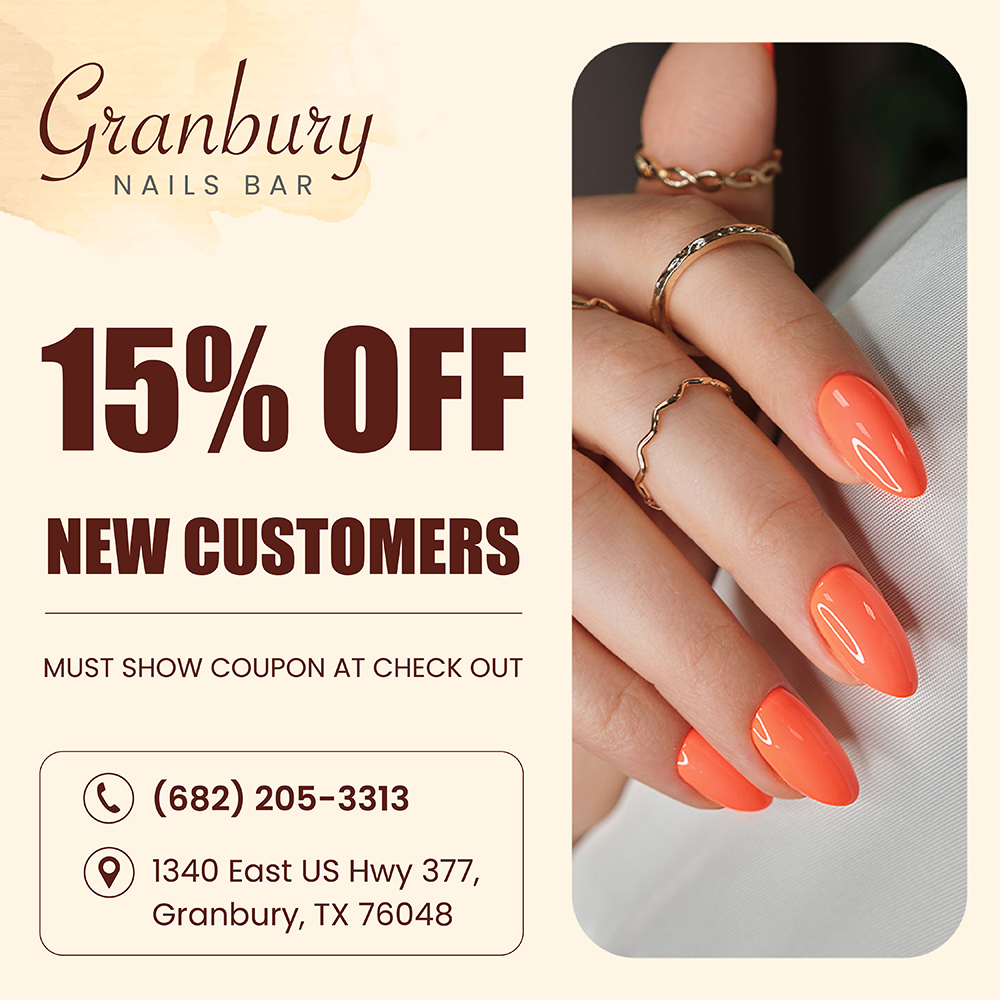 Granbury
NAILS BAR
15% OFF
NEW CUSTOMERS
MUST SHOW COUPON AT CHECK OUT
(682) 205-3313
1340 East US Hwy 377,
Granbury, TX 76048